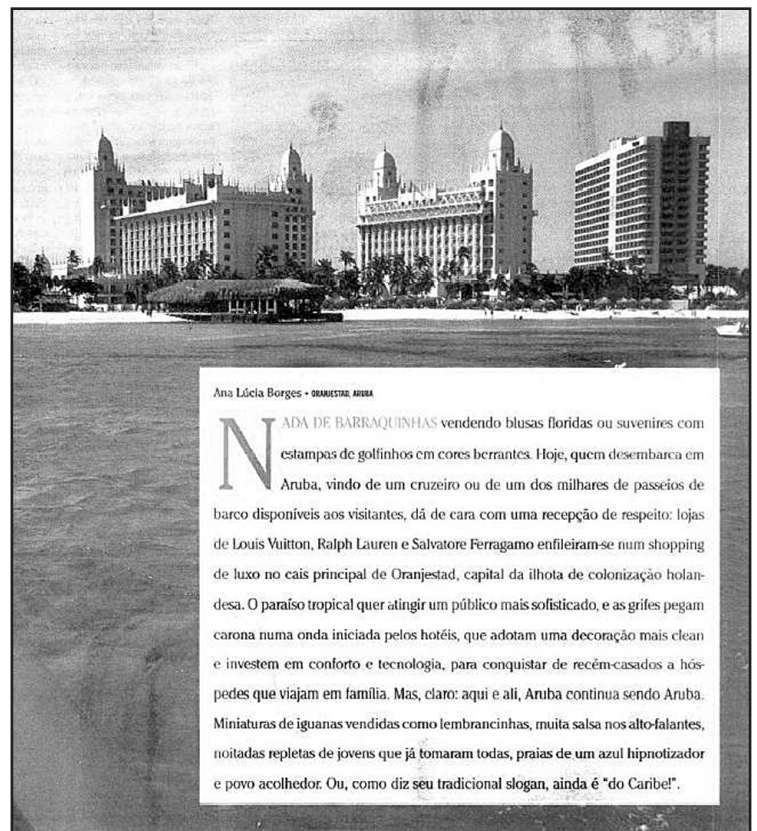 Ana Lúcia Borges • ORANJESTAD, ARUBA
NADA DE BARRAQUINHAS vendendo blusas floridas ou suvenires com
estampas de golfinhos em cores berrantes. Hoje, quem desembarca em
Aruba, vindo de um cruzeiro ou de um dos milhares de passeios de
barco disponíveis aos visitantes, dá de cara com uma recepção de respeito: lojas
de Louis Vuitton, Ralph Lauren e Salvatore Ferragamo enfileiram-se num shopping
de luxo no cais principal de Oranjestad, capital da ilhota de colonização holan-
desa. O paraíso tropical quer atingir um público mais sofisticado, e as grifes pegam
carona numa onda iniciada pelos hotéis, que adotam uma decoração mais clean
e investem em conforto e tecnologia, para conquistar de recém-casados a hós-
pedes que viajam em família. Mas, claro: aqui e ali, Aruba continua sendo Aruba.
Miniaturas de iguanas vendidas como lembrancinhas, muita salsa nos alto-falantes,
noitadas repletas de jovens que já tomaram todas, praias de um azul hipnotizador
e povo acolhedor. Ou, como diz seu tradicional slogan, ainda é “do Caribe!”.